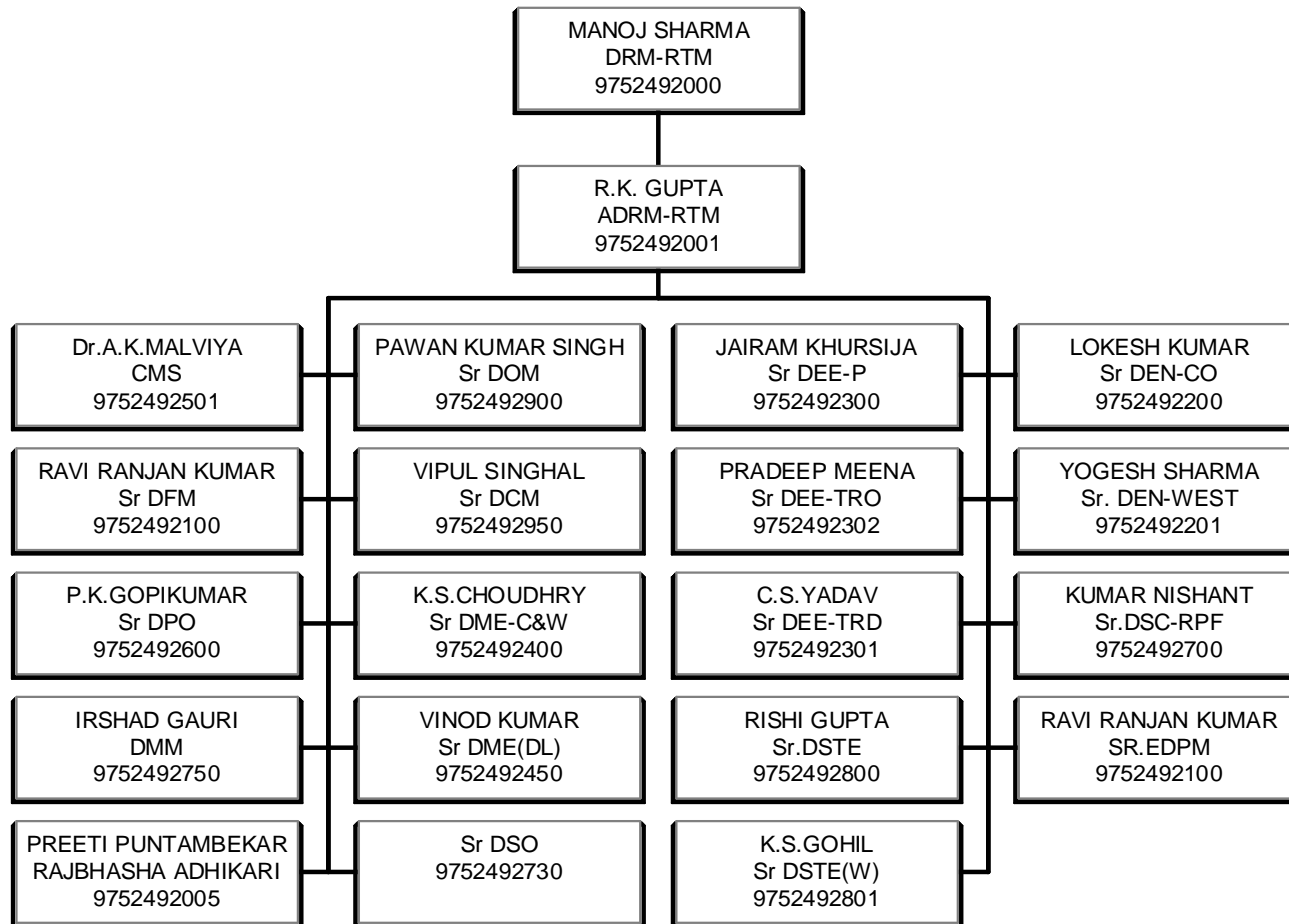 MANOJ SHARMA
DRM-RTM
9752492000
R.K. GUPTA
ADRM-RTM
9752492001
Dr.A.K.MALVIYA
CMS
9752492501
PAWAN KUMAR SINGH
Sr DOM
9752492900
JAIRAM KHURSIJA
Sr DEE-P
9752492300
LOKESH KUMAR
Sr DEN-CO
9752492200
RAVI RANJAN KUMAR
Sr DFM
9752492100
VIPUL SINGHAL
Sr DCM
9752492950
PRADEEP MEENA
Sr DEE-TRO
9752492302
YOGESH SHARMA
Sr. DEN-WEST
9752492201
P.K.GOPIKUMAR
Sr DPO
9752492600
K.S.CHOUDHRY
Sr DME-C&W
9752492400
C.S.YADAV
Sr DEE-TRD
9752492301
KUMAR NISHANT
Sr.DSC-RPF
9752492700
IRSHAD GAURI
DMM
9752492750
VINOD KUMAR
Sr DME(DL)
9752492450
RISHI GUPTA
Sr.DSTE
9752492800
RAVI RANJAN KUMAR
SR.EDPM
9752492100
PREETI PUNTAMBEKAR
RAJBHASHA ADHIKARI
9752492005
Sr DSO
9752492730
K.S.GOHIL
Sr DSTE(W)
9752492801